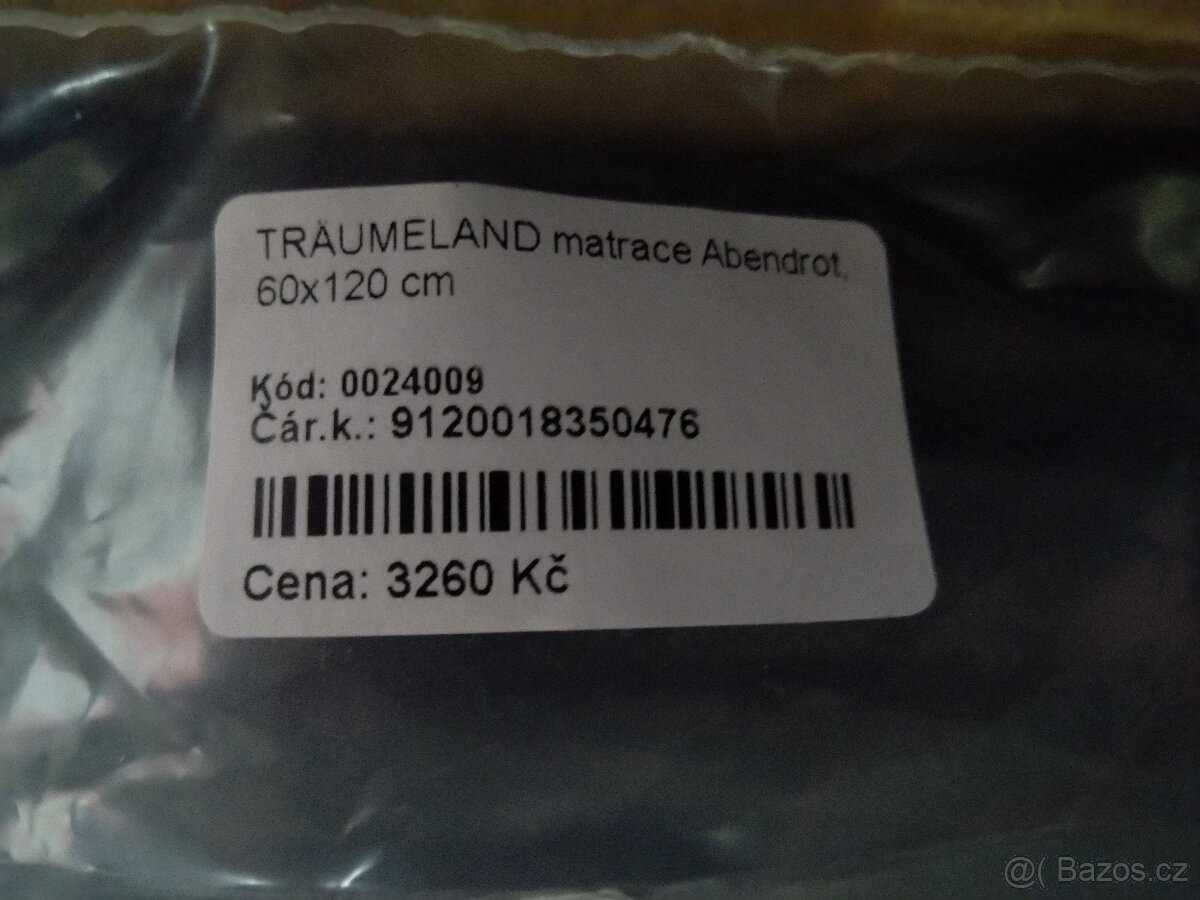 TRÄUMELAND matrace Abendrot,
60x120 cm
Kód: 0024009
Čár.k.: 9120018350476
Cena: 3260 Kč
@( Bazos.cz